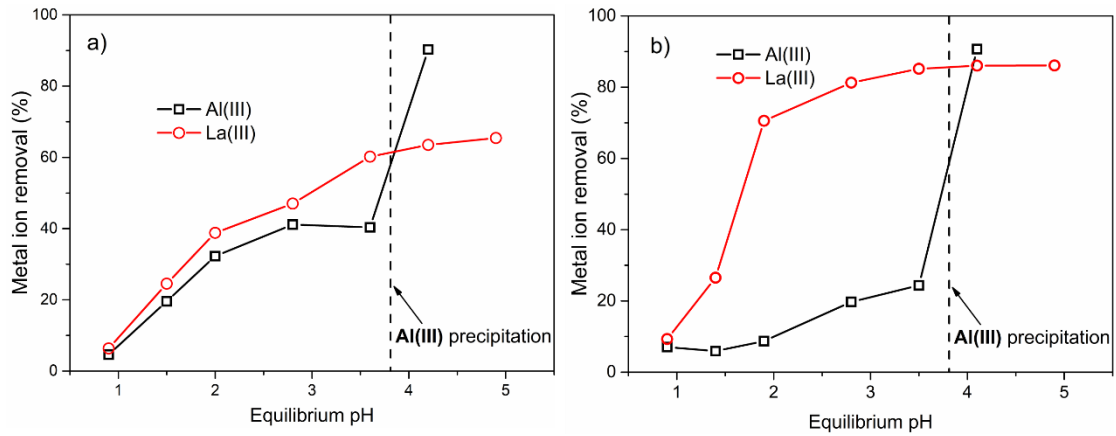 a)
Metal ion removal (%)
100
80
60
40
20
0
Al(III)
La(III)
Al(III) precipitation
1
2
3
4
5
Equilibrium pH
b)
Metal ion removal (%)
100
80
60
40
20
0
Al(III)
La(III)
Al(III) precipitation
1
2
3
4
5
Equilibrium pH